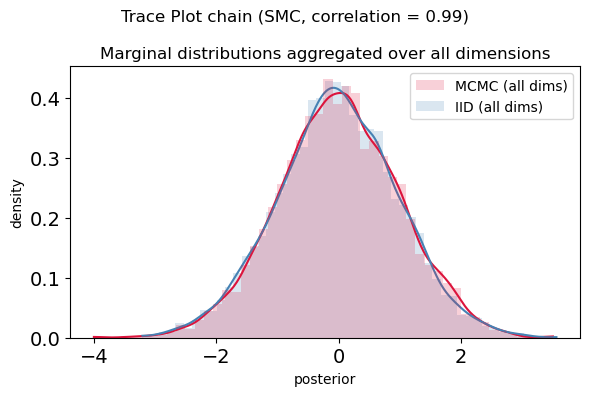 Trace Plot chain (SMC, correlation = 0.99)
Marginal distributions aggregated over all dimensions
MCMC (all dims)
IID (all dims)
density
0.4
0.3
0.2
0.1
0.0
−4
−2
0
2
posterior